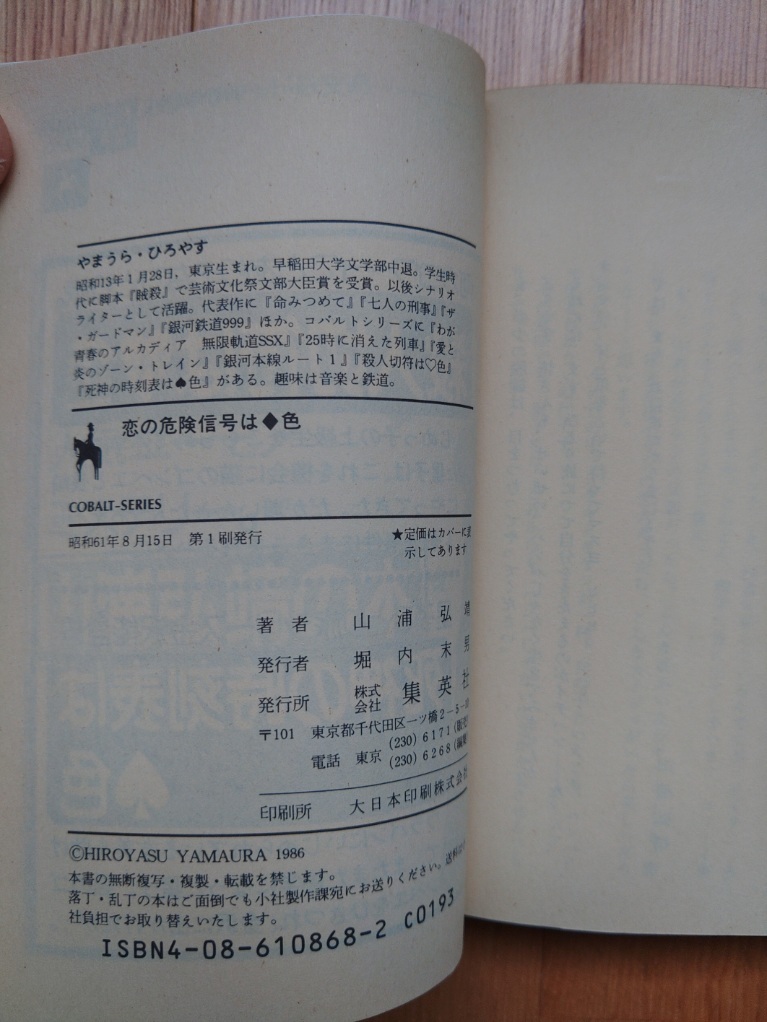 やまうら・ひろやす
昭和13年1月28日，東京生まれ。早稲田大学文学部中退。学生時
代に脚本『賊殺』で芸術文化祭文部大臣賞を受賞。以後シナリオ
ライターとして活躍。代表作に『命みつめて』『七人の刑事』『ザ
・ガードマン』『銀河鉄道999』ほか。コバルトシリーズに『わが
青春のアルカディア　無限軌道SSX』『25時に消えた列車』『愛と
炎のゾーン・トレイン』『銀河本線ルート1』『殺人切符は♡色』
『死神の時刻表は♠色』がある。趣味は音楽と鉄道。
恋の危険信号は◆色
COBALT-SERIES
昭和61年8月15日　第1刷発行
★定価はカバーに表
示してあります
著者　山浦弘靖
発行者　堀内末男
発行所　株式会社　集英社
〒101　東京都千代田区一ツ橋2-5-
電話　東京　(230) 6171 (販売)
(230) 6268 (編集)
印刷所　大日本印刷株式会社
©HIROYASU YAMAURA 1986
本書の無断複写・複製・転載を禁じます。
落丁・乱丁の本はご面倒でも小社製作課宛にお送りください。送料は
社負担でお取り替えいたします。
ISBN4-08-610868-2 C0193